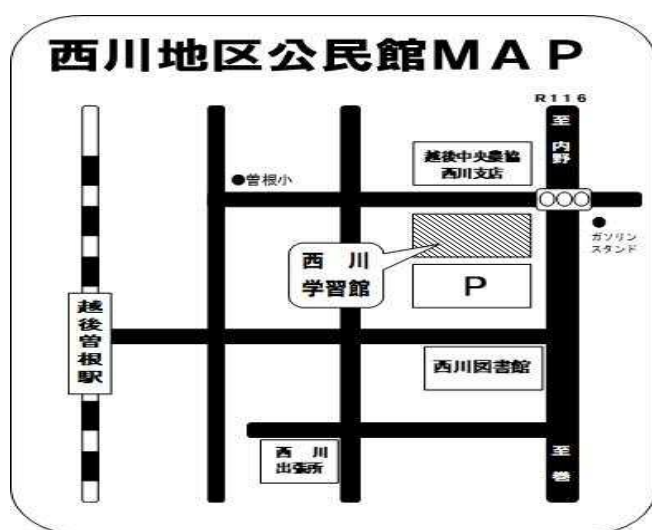 西川地区公民館MAP
R116
至内野
越後中央農協
西川支店
●曽根小
●
ガソリン
スタンド
西川
学習館
P
越後曽根駅
西川図書館
西川
出張所
至巻